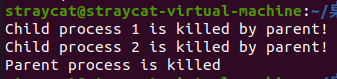 straycat@straycat-virtual-machine:~/
Child process 1 is killed by parent!
Child process 2 is killed by parent!
Parent process is killed